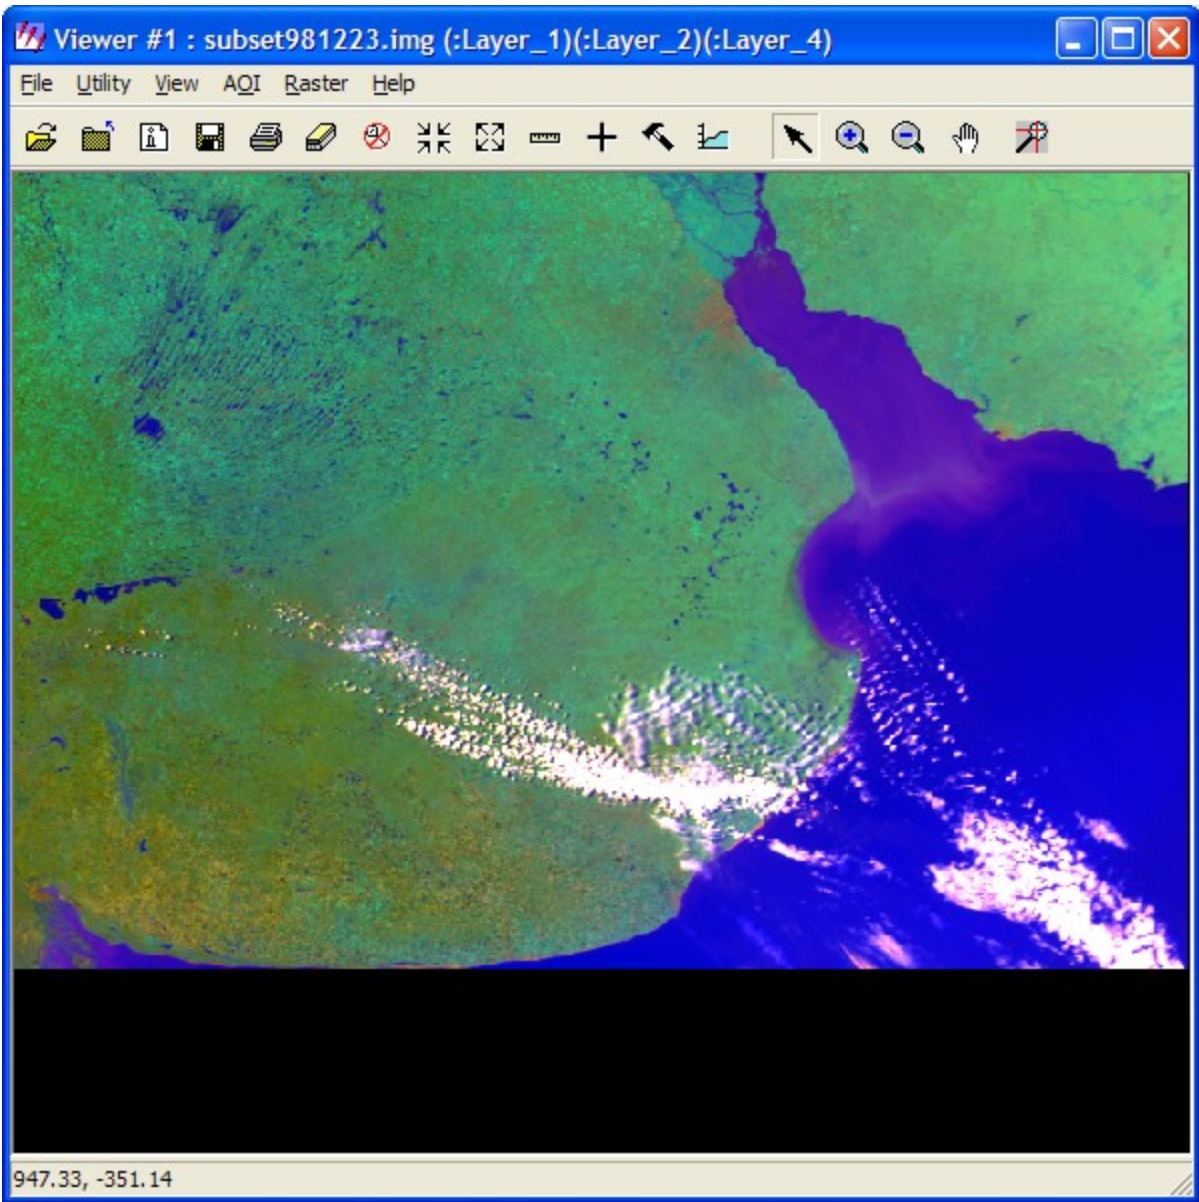 Viewer #1 : subset981223.img (:Layer_1)(:Layer_2)(:Layer_4)
File Utility View AOI Raster Help
947.33, -351.14